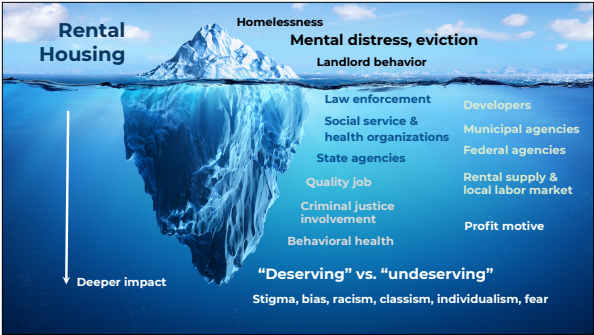 Rental
Housing
Homelessness
Mental distress, eviction
Landlord behavior
Law enforcement
Social service &
health organizations
State agencies
Quality job
Criminal justice
involvement
Behavioral health
Developers
Municipal agencies
Federal agencies
Rental supply &
local labor market
Profit motive
Deeper impact
“Deserving” vs. “undeserving”
Stigma, bias, racism, classism, individualism, fear